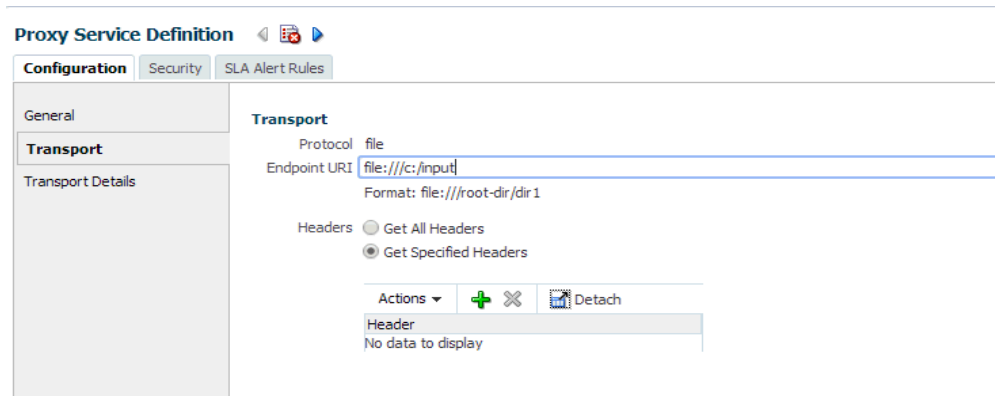 Proxy Service Definition
Configuration Security SLA Alert Rules
General
Transport
Transport Details
Transport
Protocol file
Endpoint URI file:///c:/input
Format: file:///root-dir/dir1
Headers Get All Headers
Get Specified Headers
Actions Detach
Header
No data to display